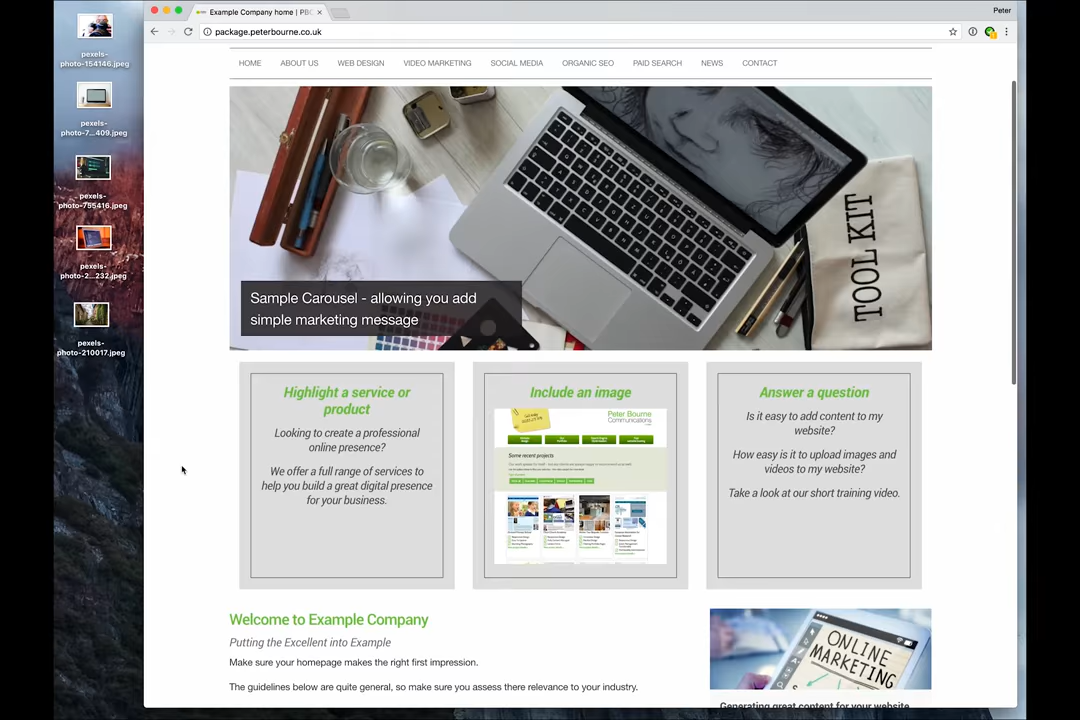 Example Company home | PBC
Peter
package.peterbourne.co.uk
pexels-
photo-154146.jpeg
pexels-
photo-7...409.jpeg
pexels-
photo-755416.jpeg
pexels-
photo-2...232.jpeg
pexels-
photo-210017.jpeg
HOME ABOUT US WEB DESIGN VIDEO MARKETING SOCIAL MEDIA ORGANIC SEO PAID SEARCH NEWS CONTACT
TOOL KIT
Sample Carousel - allowing you add
simple marketing message
Highlight a service or
product
Looking to create a professional
online presence?
We offer a full range of services to
help you build a great digital presence
for your business.
Include an image
Peter Bourne
Communications
Some recent projects
Answer a question
Is it easy to add content to my
website?
How easy is it to upload images and
videos to my website?
Take a look at our short training video.
Welcome to Example Company
Putting the Excellent into Example
Make sure your homepage makes the right first impression.
The guidelines below are quite general, so make sure you assess there relevance to your industry.
ONLINE
MARKETING
Generating great content for your website